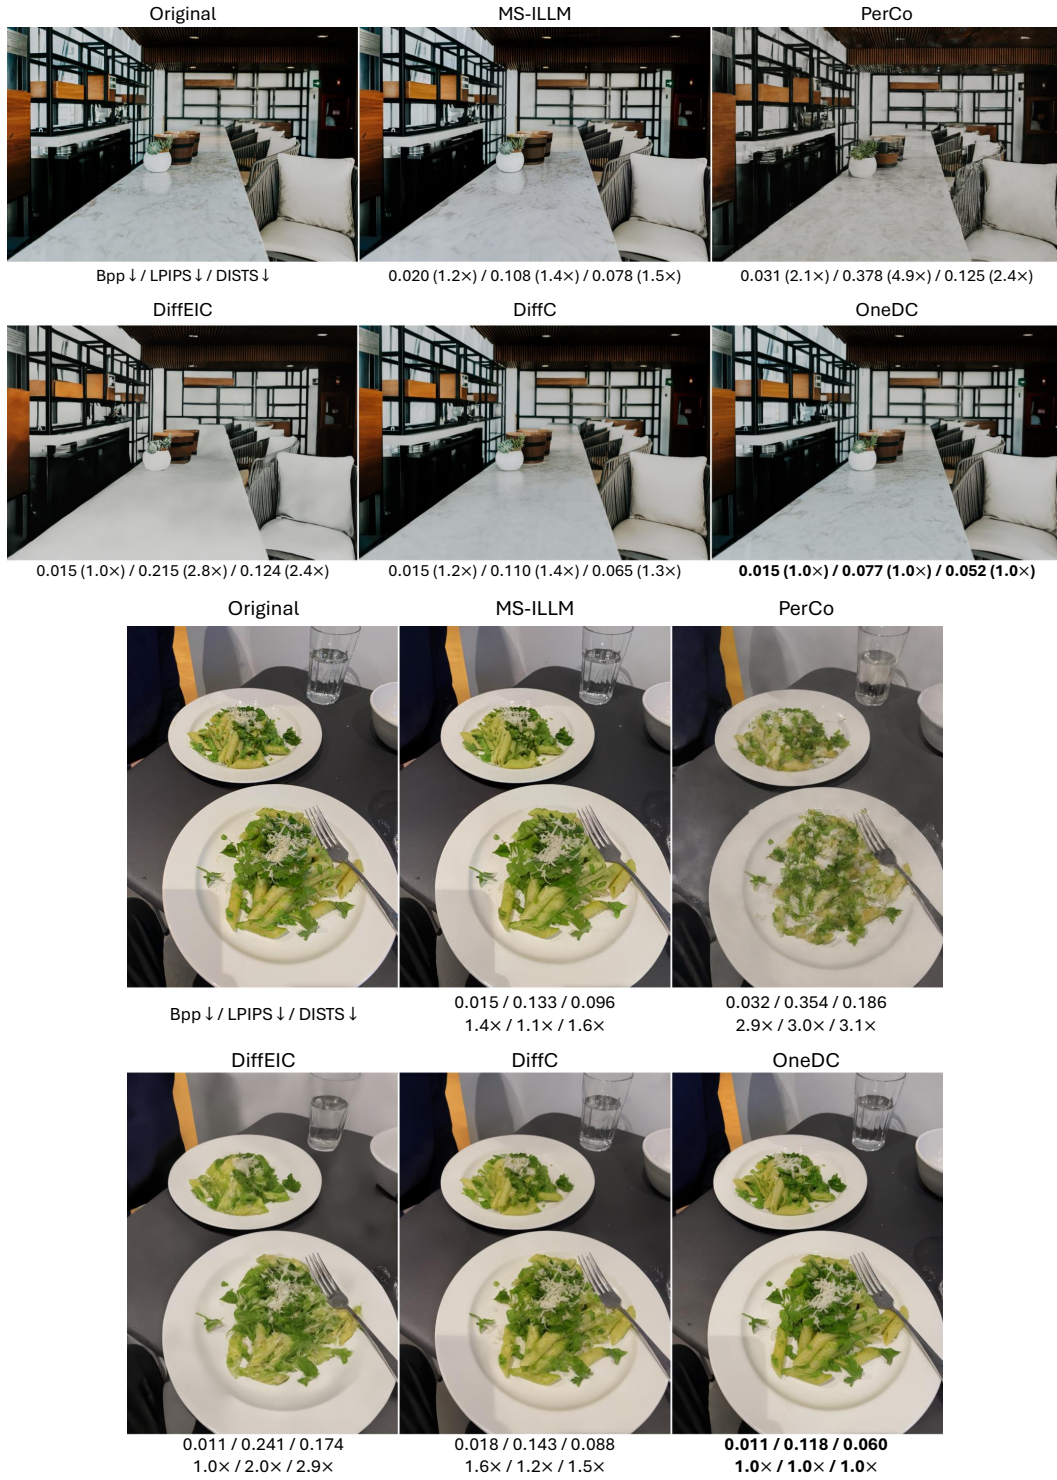 Original MS-ILLM PerCo
Bpp ↓ / LPIPS ↓ / DISTS ↓ 0.020 (1.2×) / 0.108 (1.4×) / 0.078 (1.5×) 0.031 (2.1×) / 0.378 (4.9×) / 0.125 (2.4×)
DiffEIC DiffC OneDC
0.015 (1.0×) / 0.215 (2.8×) / 0.124 (2.4×) 0.015 (1.2×) / 0.110 (1.4×) / 0.065 (1.3×) 0.015 (1.0×) / 0.077 (1.0×) / 0.052 (1.0×)
Original MS-ILLM PerCo
Bpp ↓ / LPIPS ↓ / DISTS ↓
0.015 / 0.133 / 0.096 0.032 / 0.354 / 0.186
1.4× / 1.1× / 1.6× 2.9× / 3.0× / 3.1×
DiffEIC DiffC OneDC
0.011 / 0.241 / 0.174 0.018 / 0.143 / 0.088 0.011 / 0.118 / 0.060
1.0× / 2.0× / 2.9× 1.6× / 1.2× / 1.5× 1.0× / 1.0× / 1.0×